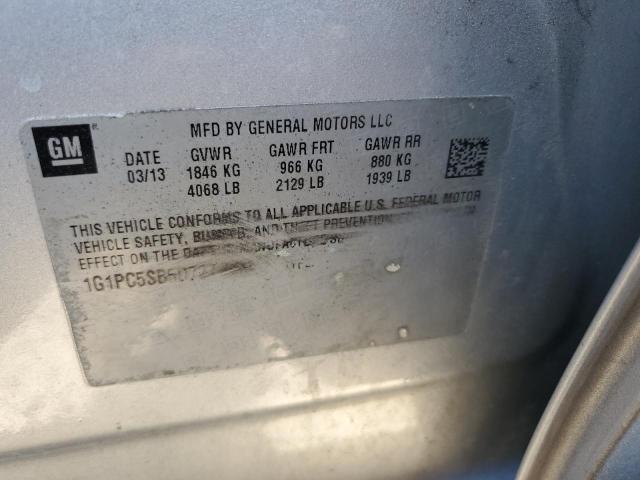 GM
MFD BY GENERAL MOTORS LLC
DATE GVWR GAWR FRT GAWR RR
03/13 1846 KG 966 KG 880 KG
4068 LB 2129 LB 1939 LB
THIS VEHICLE CONFORMS TO ALL APPLICABLE U.S. FEDERAL MOTOR
VEHICLE SAFETY, BUMPER, AND THEFT PREVENTION
EFFECT ON THE
1G1PC5SB